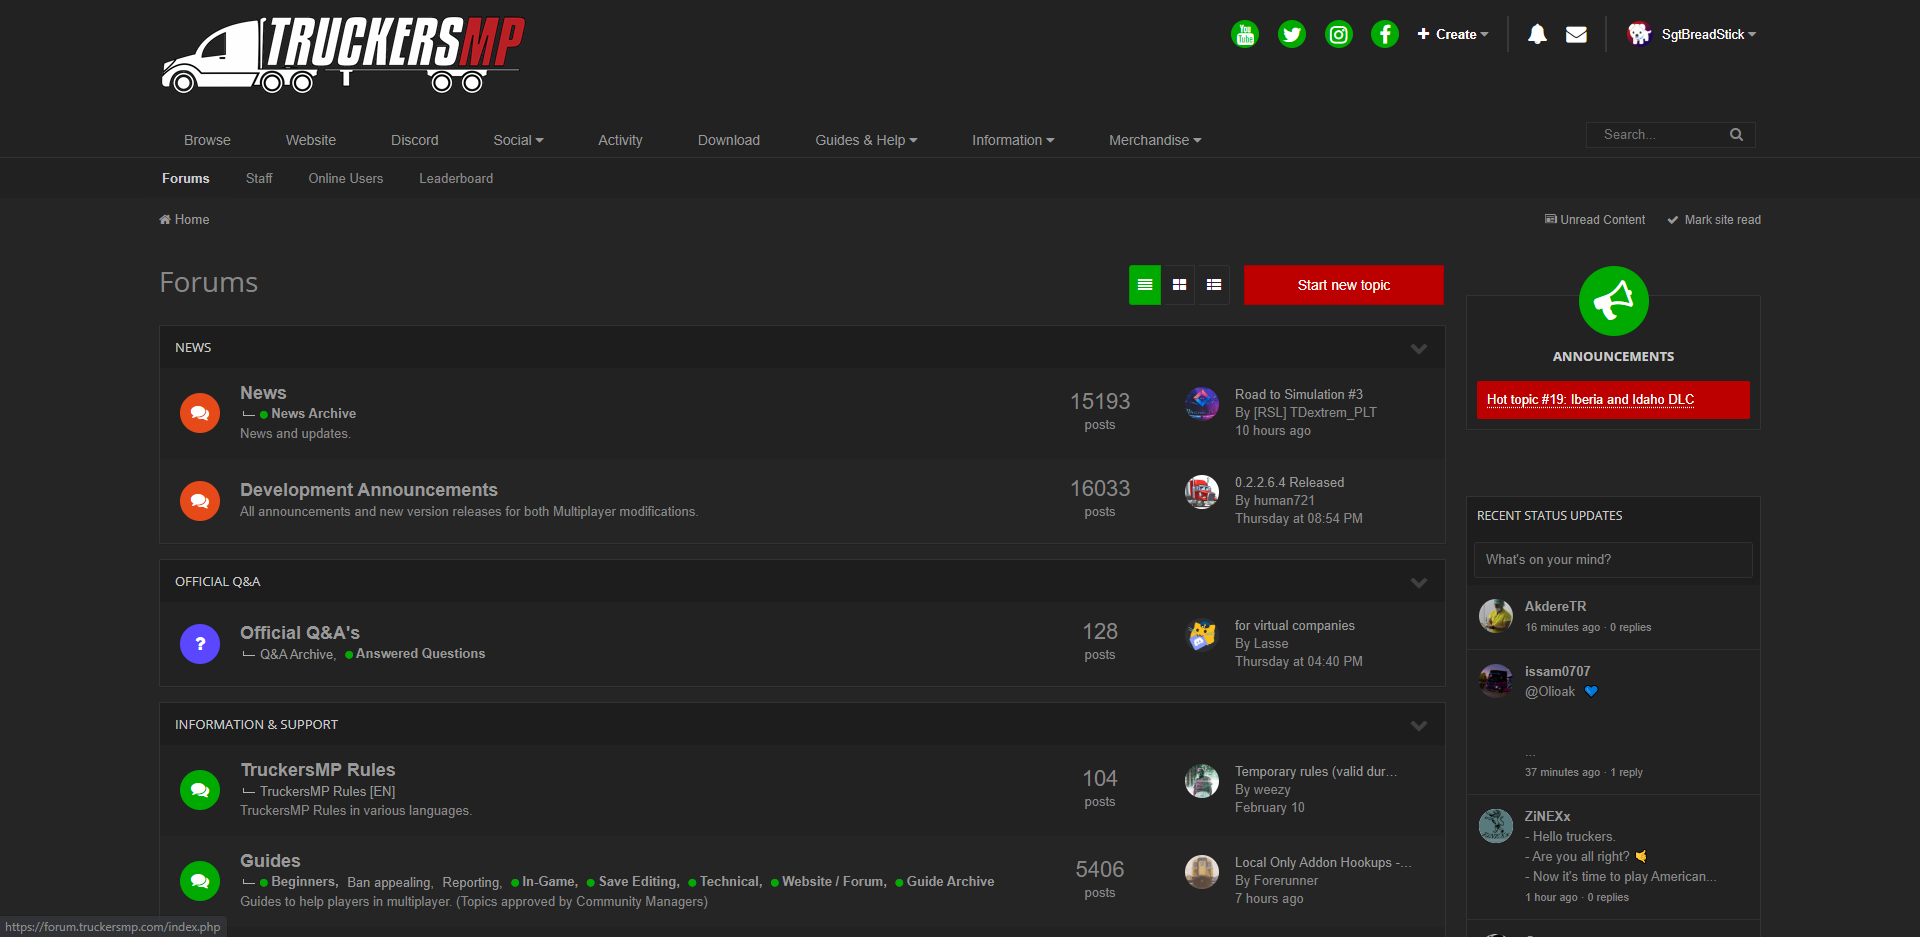 TRUCKERSMP
You Tube
Create
SgtBreadStick
Browse
Website
Discord
Social
Activity
Download
Guides & Help
Information
Merchandise
Search...
Forums
Staff
Online Users
Leaderboard
Home
Unread Content
Mark site read
Forums
Start new topic
NEWS
News
News Archive
News and updates.
15193
posts
Road to Simulation #3
By [RSL] TDextrem_PLT
10 hours ago
Development Announcements
All announcements and new version releases for both Multiplayer modifications.
16033
posts
0.2.2.6.4 Released
By human721
Thursday at 08:54 PM
OFFICIAL Q&A
?
Official Q&A's
Q&A Archive, Answered Questions
128
posts
for virtual companies
By Lasse
Thursday at 04:40 PM
INFORMATION & SUPPORT
TruckersMP Rules
TruckersMP Rules [EN]
TruckersMP Rules in various languages.
104
posts
Temporary rules (valid dur...
By weezy
February 10
Guides
Beginners, Ban appealing, Reporting, In-Game, Save Editing, Technical, Website / Forum, Guide Archive
Guides to help players in multiplayer. (Topics approved by Community Managers)
5406
posts
Local Only Addon Hookups -...
By Forerunner
7 hours ago
ANNOUNCEMENTS
Hot topic #19: Iberia and Idaho DLC
RECENT STATUS UPDATES
What's on your mind?
AkdereTR
16 minutes ago · 0 replies
issam0707
@Olioak 💙
...
37 minutes ago · 1 reply
ZiNEXx
- Hello truckers.
- Are you all right? 🤙
- Now it's time to play American...
1 hour ago · 0 replies
https://forum.truckersmp.com/index.php